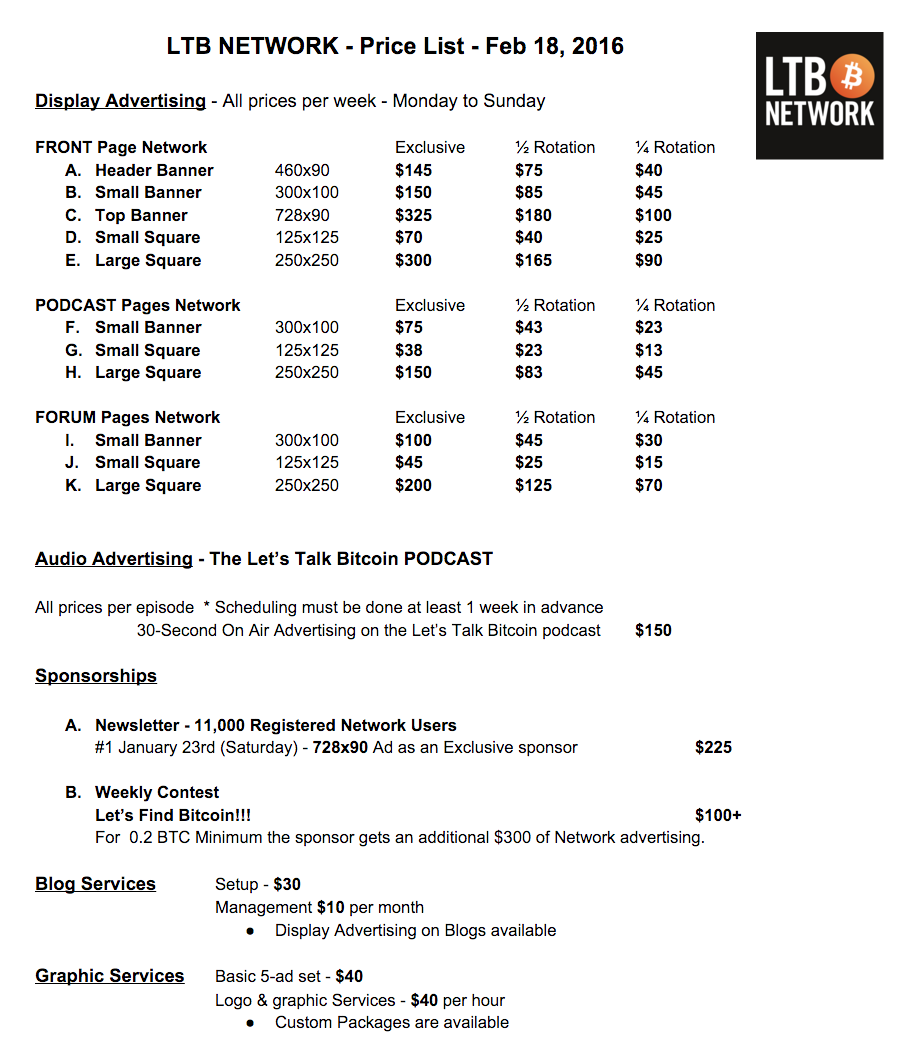 LTB NETWORK - Price List - Feb 18, 2016
LTB
NETWORK
Display Advertising - All prices per week - Monday to Sunday
FRONT Page Network Exclusive ½ Rotation ¼ Rotation
A. Header Banner 460x90 $145 $75 $40
B. Small Banner 300x100 $150 $85 $45
C. Top Banner 728x90 $325 $180 $100
D. Small Square 125x125 $70 $40 $25
E. Large Square 250x250 $300 $165 $90
PODCAST Pages Network Exclusive ½ Rotation ¼ Rotation
F. Small Banner 300x100 $75 $43 $23
G. Small Square 125x125 $38 $23 $13
H. Large Square 250x250 $150 $83 $45
FORUM Pages Network Exclusive ½ Rotation ¼ Rotation
I. Small Banner 300x100 $100 $45 $30
J. Small Square 125x125 $45 $25 $15
K. Large Square 250x250 $200 $125 $70
Audio Advertising - The Let's Talk Bitcoin PODCAST
All prices per episode * Scheduling must be done at least 1 week in advance
30-Second On Air Advertising on the Let's Talk Bitcoin podcast $150
Sponsorships
A. Newsletter - 11,000 Registered Network Users
#1 January 23rd (Saturday) - 728x90 Ad as an Exclusive sponsor $225
B. Weekly Contest
Let's Find Bitcoin!!! $100+
For 0.2 BTC Minimum the sponsor gets an additional $300 of Network advertising.
Blog Services Setup - $30
Management $10 per month
● Display Advertising on Blogs available
Graphic Services Basic 5-ad set - $40
Logo & graphic Services - $40 per hour
● Custom Packages are available